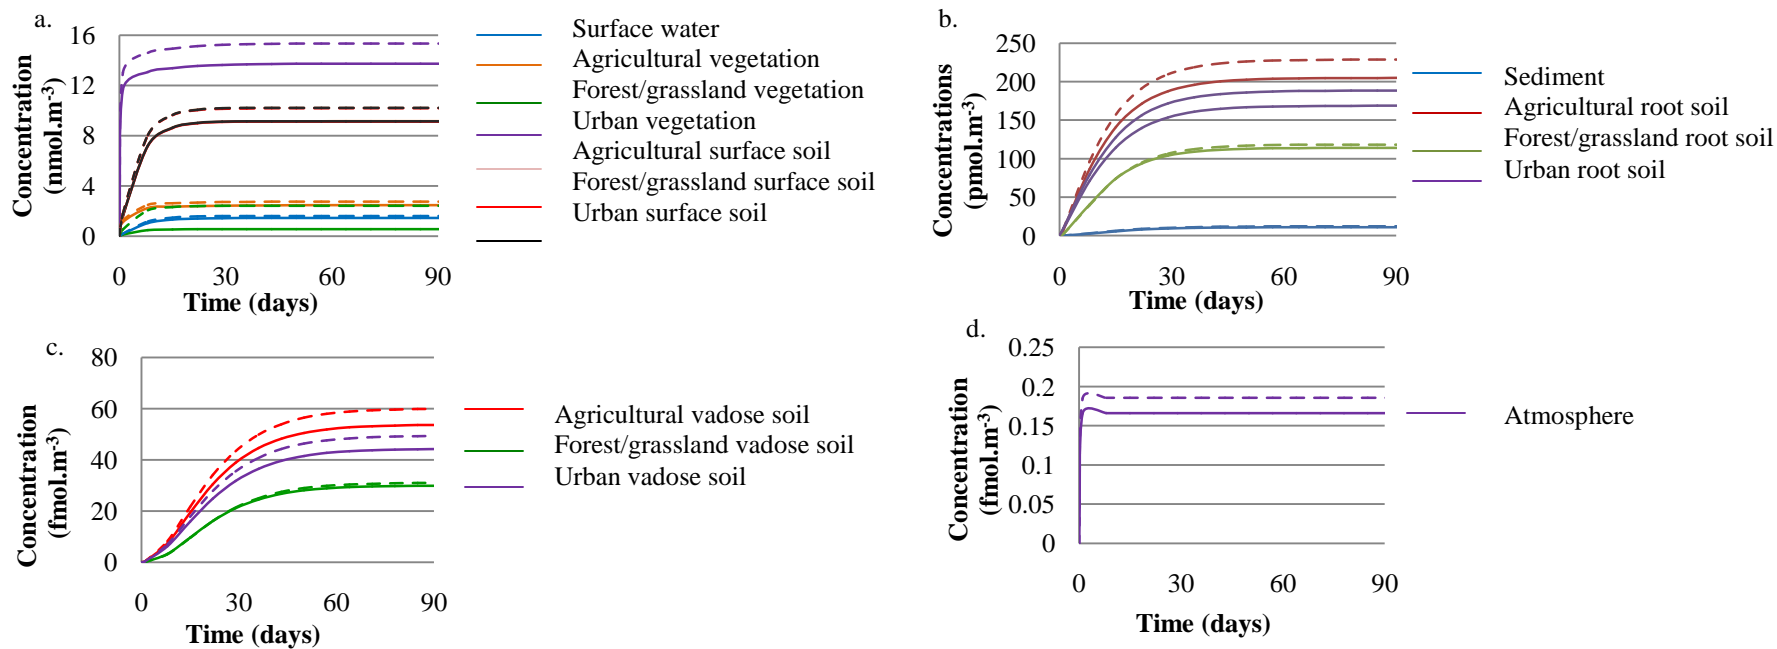 a.
16
12
8
4
0
0 30 60 90
Concentration
(nmol.m-3)
Time (days)
Surface water
Agricultural vegetation
Forest/grassland vegetation
Urban vegetation
Agricultural surface soil
Forest/grassland surface soil
Urban surface soil
b.
250
200
150
100
50
0
0 30 60 90
Concentrations
(pmol.m-3)
Time (days)
Sediment
Agricultural root soil
Forest/grassland root soil
Urban root soil
c.
80
60
40
20
0
0 30 60 90
Concentration
(fmol.m-3)
Time (days)
Agricultural vadose soil
Forest/grassland vadose soil
Urban vadose soil
d.
0.25
0.2
0.15
0.1
0.05
0
0 30 60 90
Concentration
(fmol.m-3)
Time (days)
Atmosphere